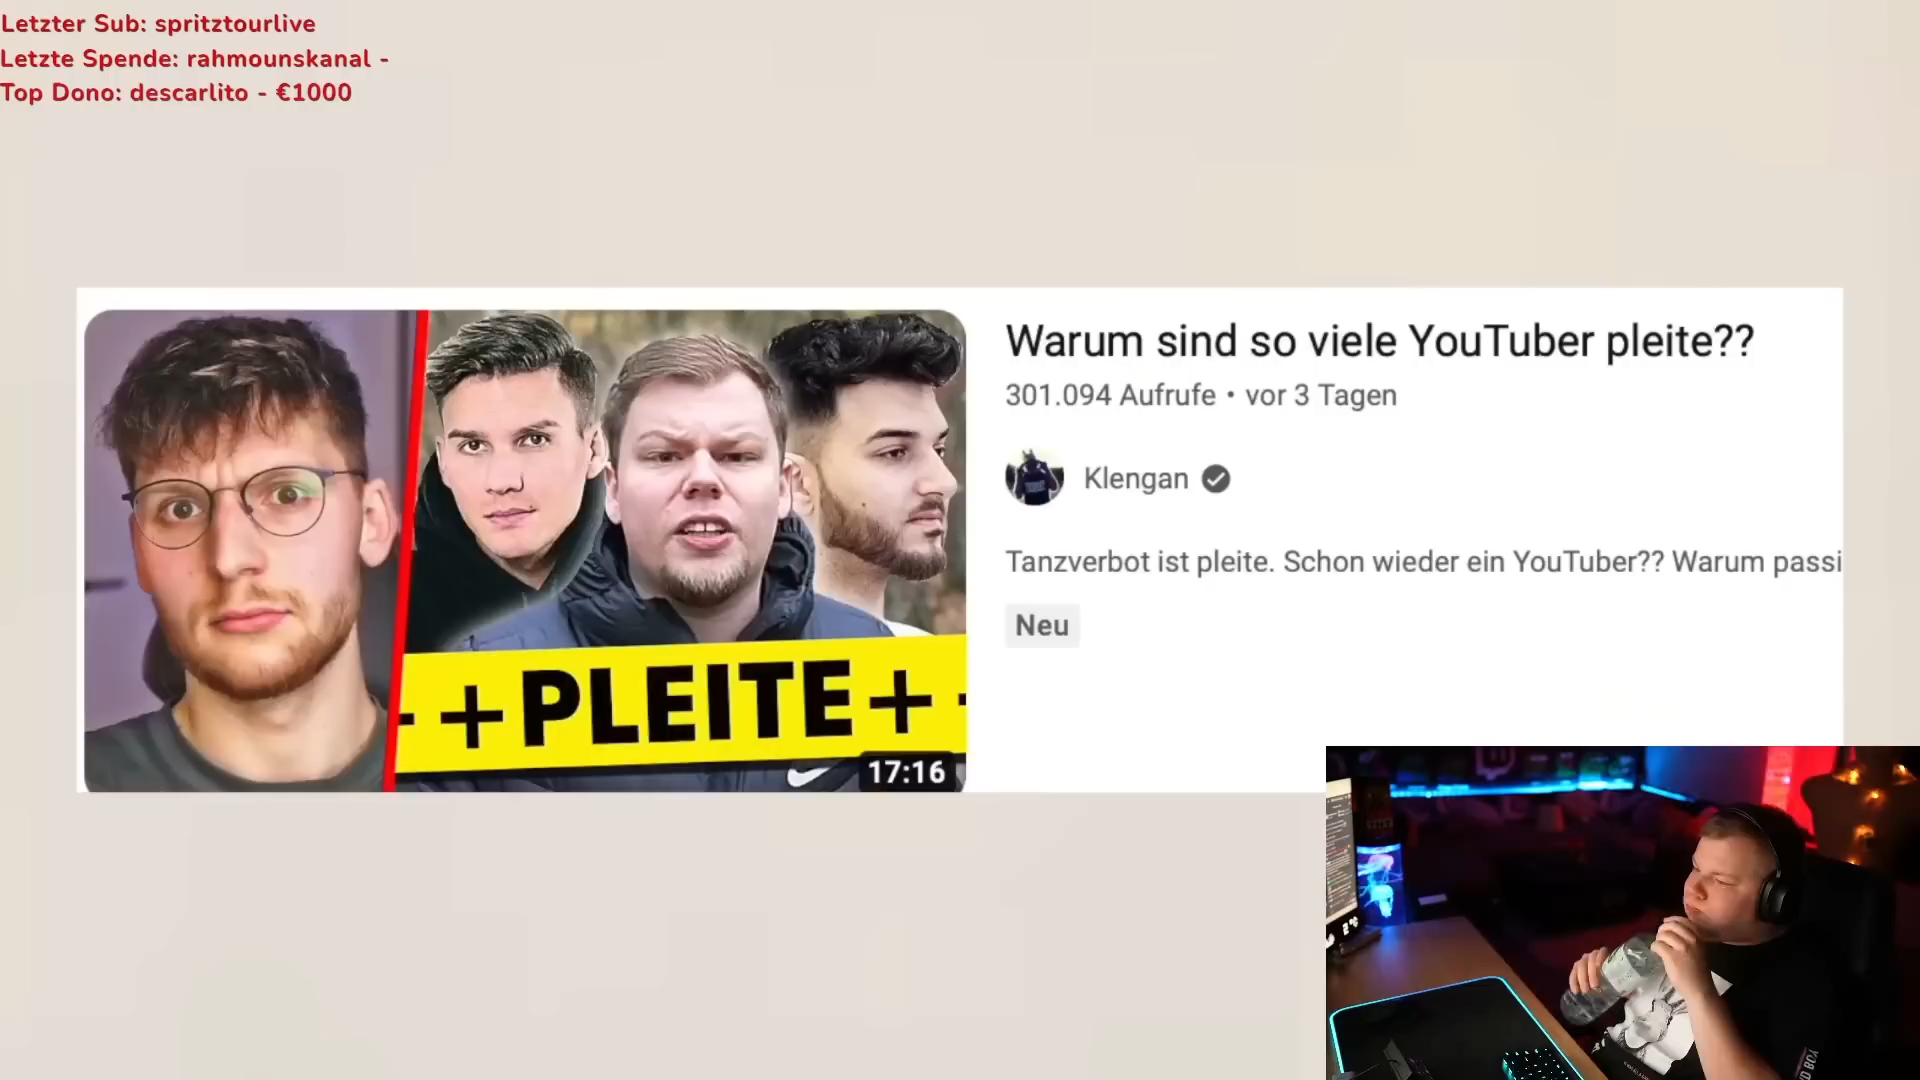 Letzter Sub: spritztourlive
Letzte Spende: rahmounskanal -
Top Dono: descarlito - €1000
Warum sind so viele YouTuber pleite??
301.094 Aufrufe • vor 3 Tagen
Klengan
Tanzverbot ist pleite. Schon wieder ein YouTuber?? Warum passi
Neu
+PLEITE+
17:16